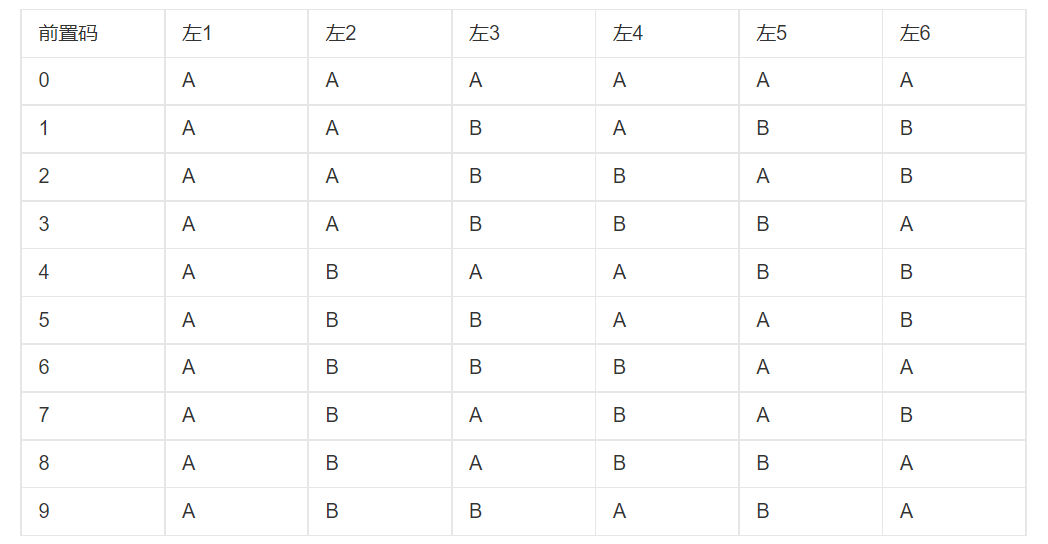 前置码 左1 左2 左3 左4 左5 左6
0 A A A A A A
1 A A B A B B
2 A A B B A B
3 A A B B B A
4 A B A A B B
5 A B B A A B
6 A B B B A A
7 A B A B A B
8 A B A B B A
9 A B B A B A